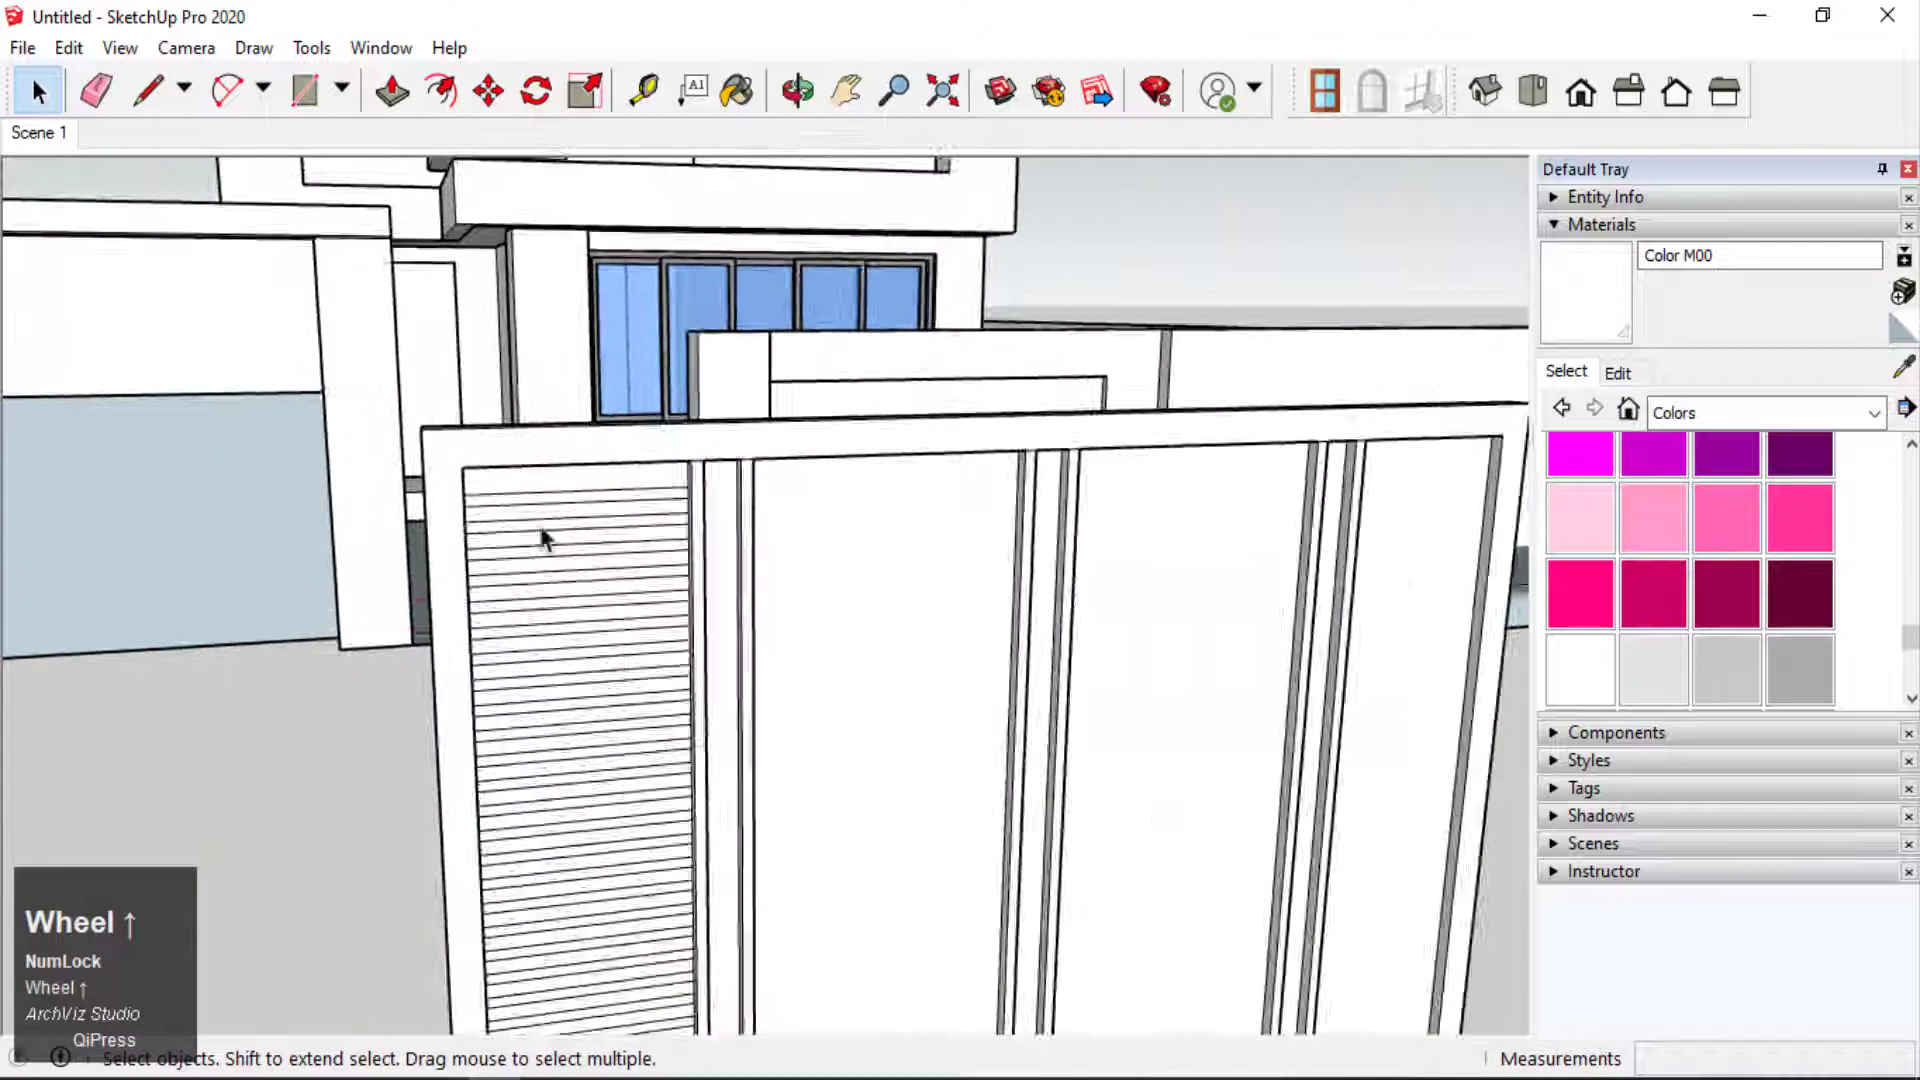 Untitled - SketchUp Pro 2020
File Edit View Camera Draw Tools Window Help
A1
Scene 1
Default Tray
Entity Info
Materials
Color M00
Select Edit
Colors
Components
Styles
Tags
Shadows
Scenes
Instructor
Wheel ↑
NumLock
Wheel ↑
ArchViz Studio
QiPress
Select objects. Shift to extend select. Drag mouse to select multiple.
Measurements